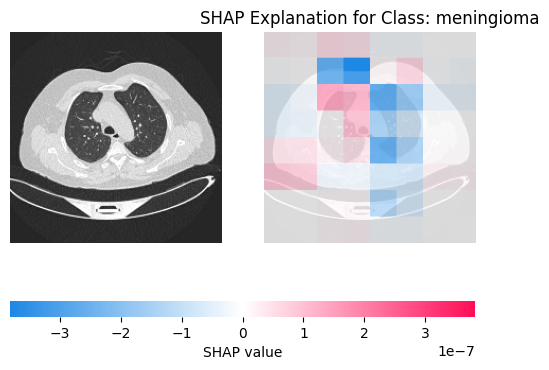 SHAP Explanation for Class: meningioma
−3 −2 −1 0 1 2 3
1e−7
SHAP value